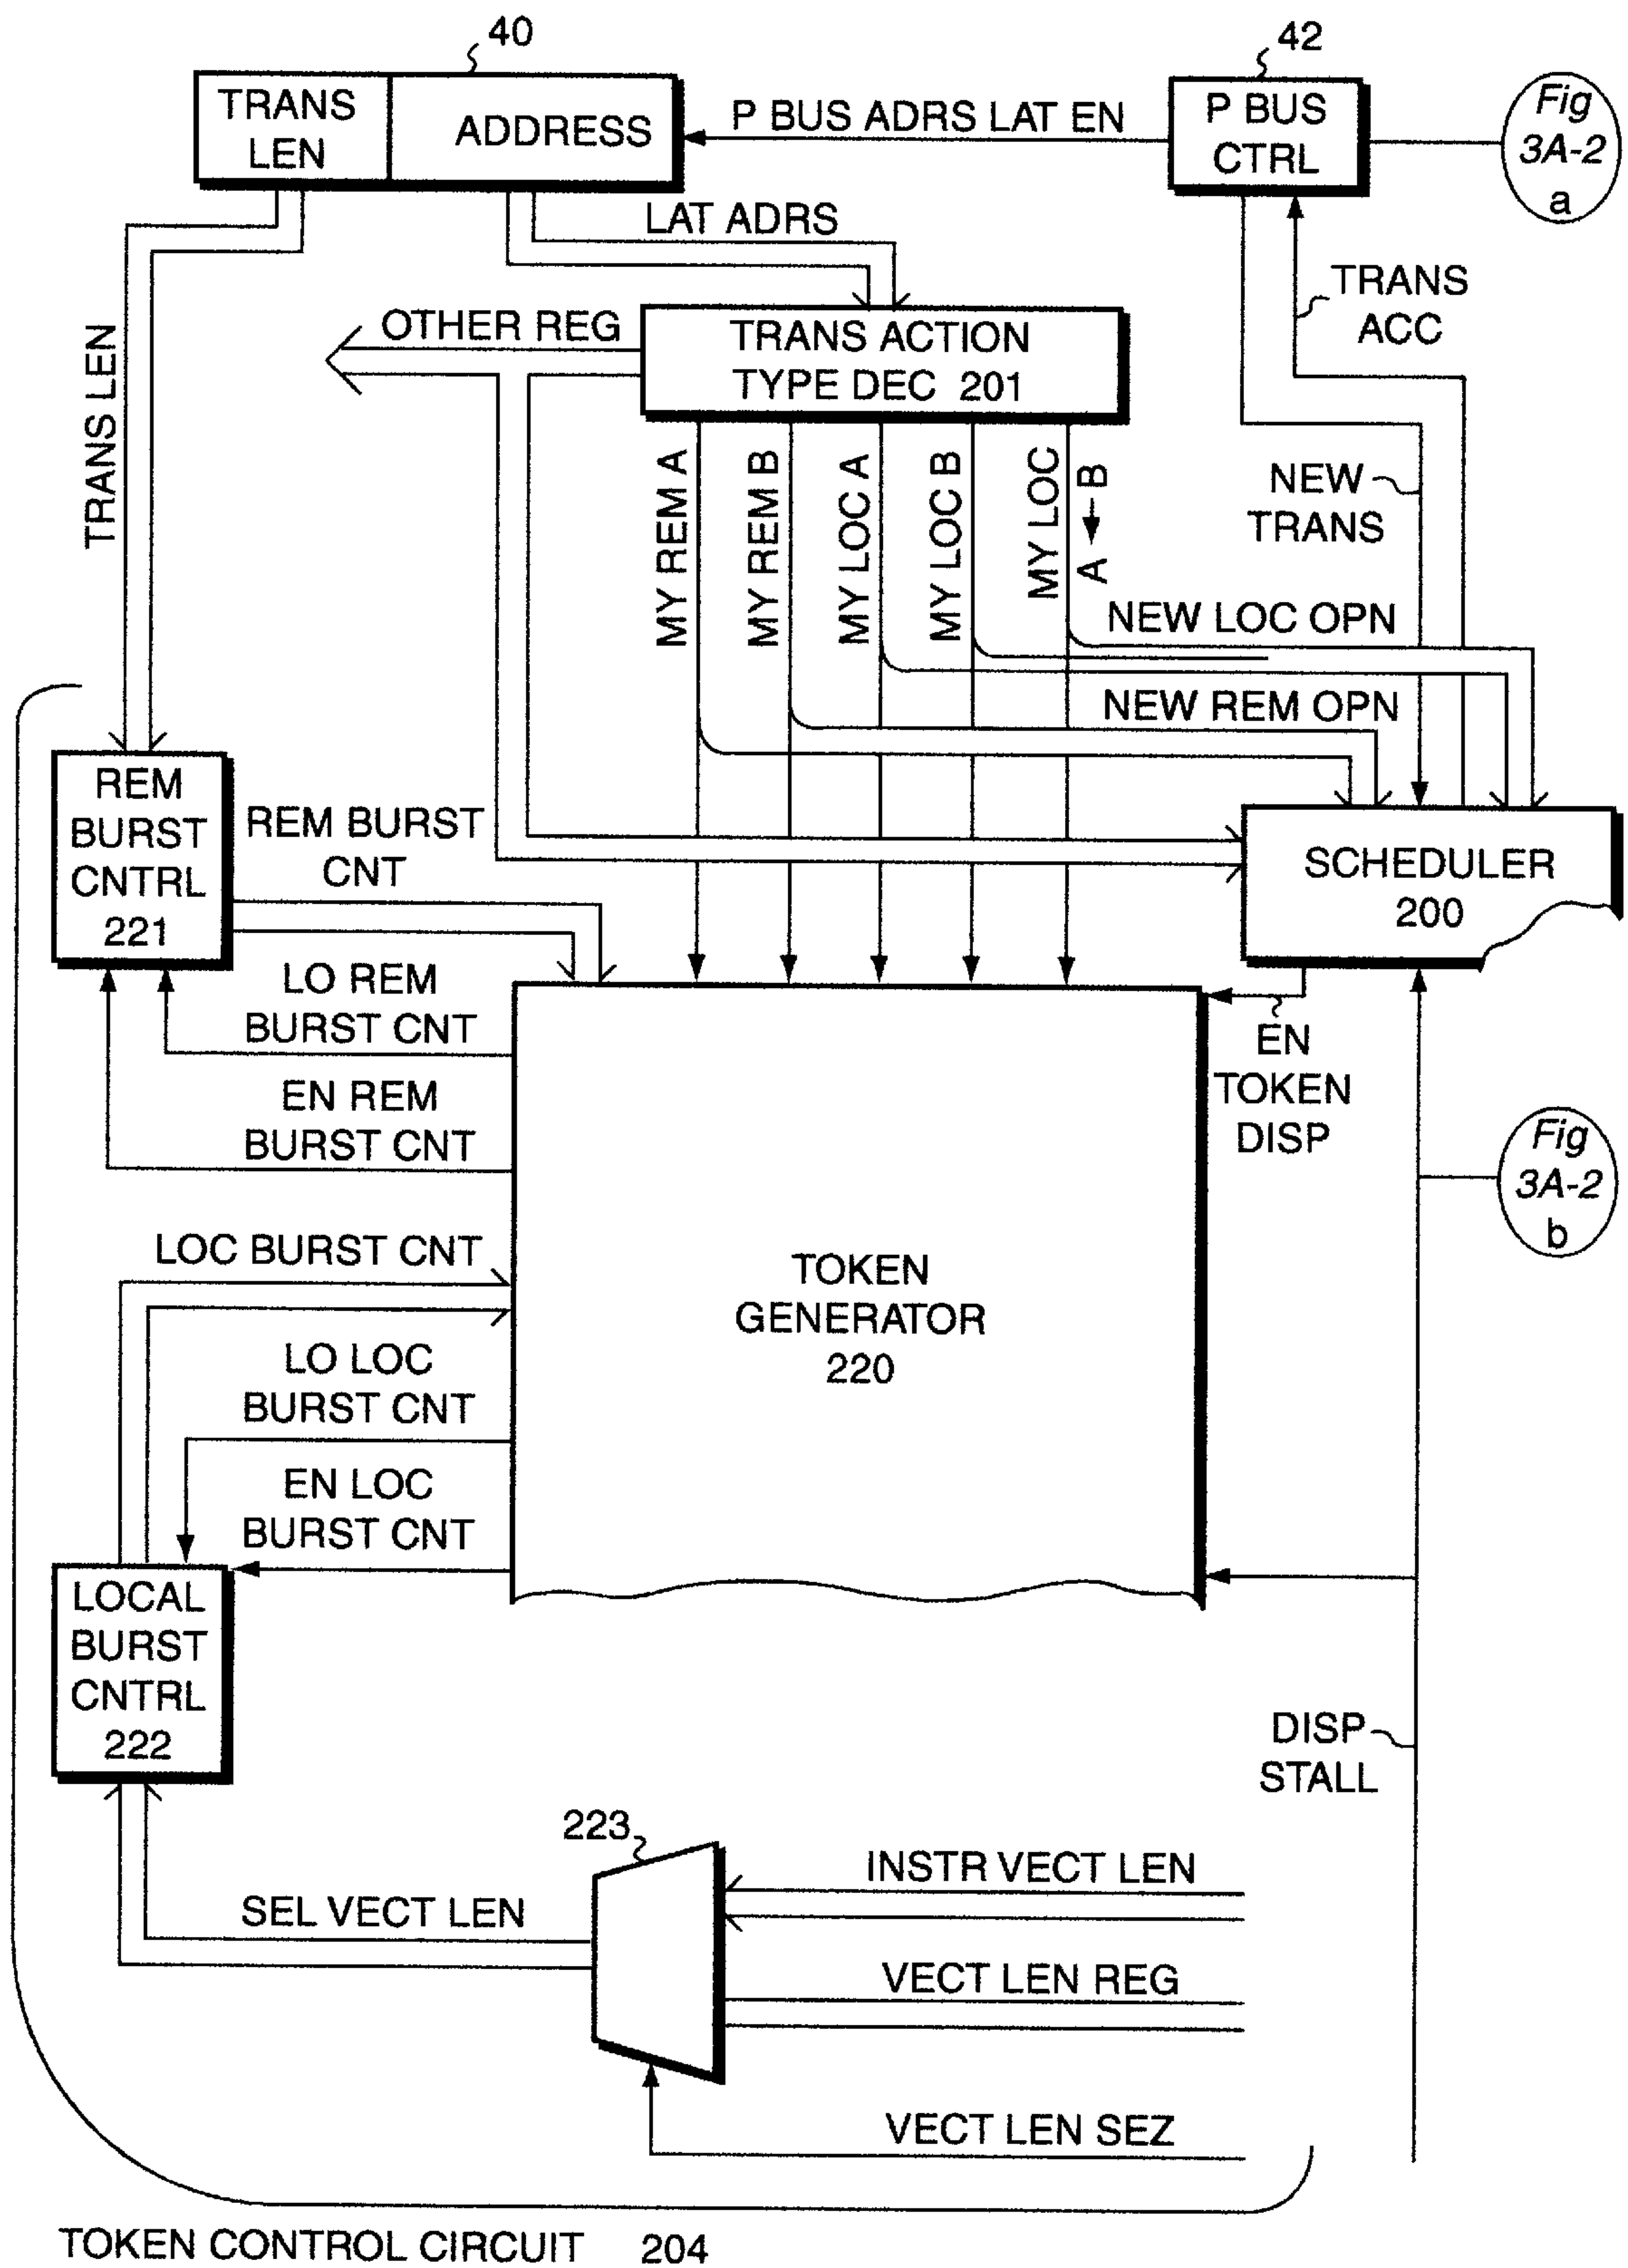 40
42
TRANS
LEN
ADDRESS
P BUS ADRS LAT EN
P BUS
CTRL
Fig
3A-2
a
LAT ADRS
TRANS
ACC
OTHER REG
TRANS ACTION
TYPE DEC 201
TRANS LEN
MY REM A
MY REM B
MY LOC A
MY LOC B
MY LOC
A → B
NEW
TRANS
NEW LOC OPN
NEW REM OPN
REM
BURST
CNTRL
221
REM BURST
CNT
SCHEDULER
200
LO REM
BURST CNT
EN
TOKEN
DISP
EN REM
BURST CNT
Fig
3A-2
b
LOC BURST CNT
TOKEN
GENERATOR
220
LO LOC
BURST CNT
EN LOC
BURST CNT
LOCAL
BURST
CNTRL
222
DISP
STALL
223
INSTR VECT LEN
SEL VECT LEN
VECT LEN REG
VECT LEN SEZ
TOKEN CONTROL CIRCUIT 204